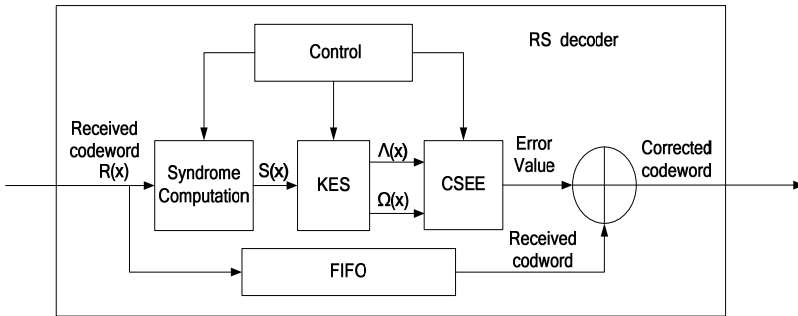 Control
RS decoder
Received
codeword
R(x)
Syndrome
Computation
S(x)
KES
Λ(x)
Ω(x)
CSEE
Error
Value
Corrected
codeword
FIFO
Received
codword